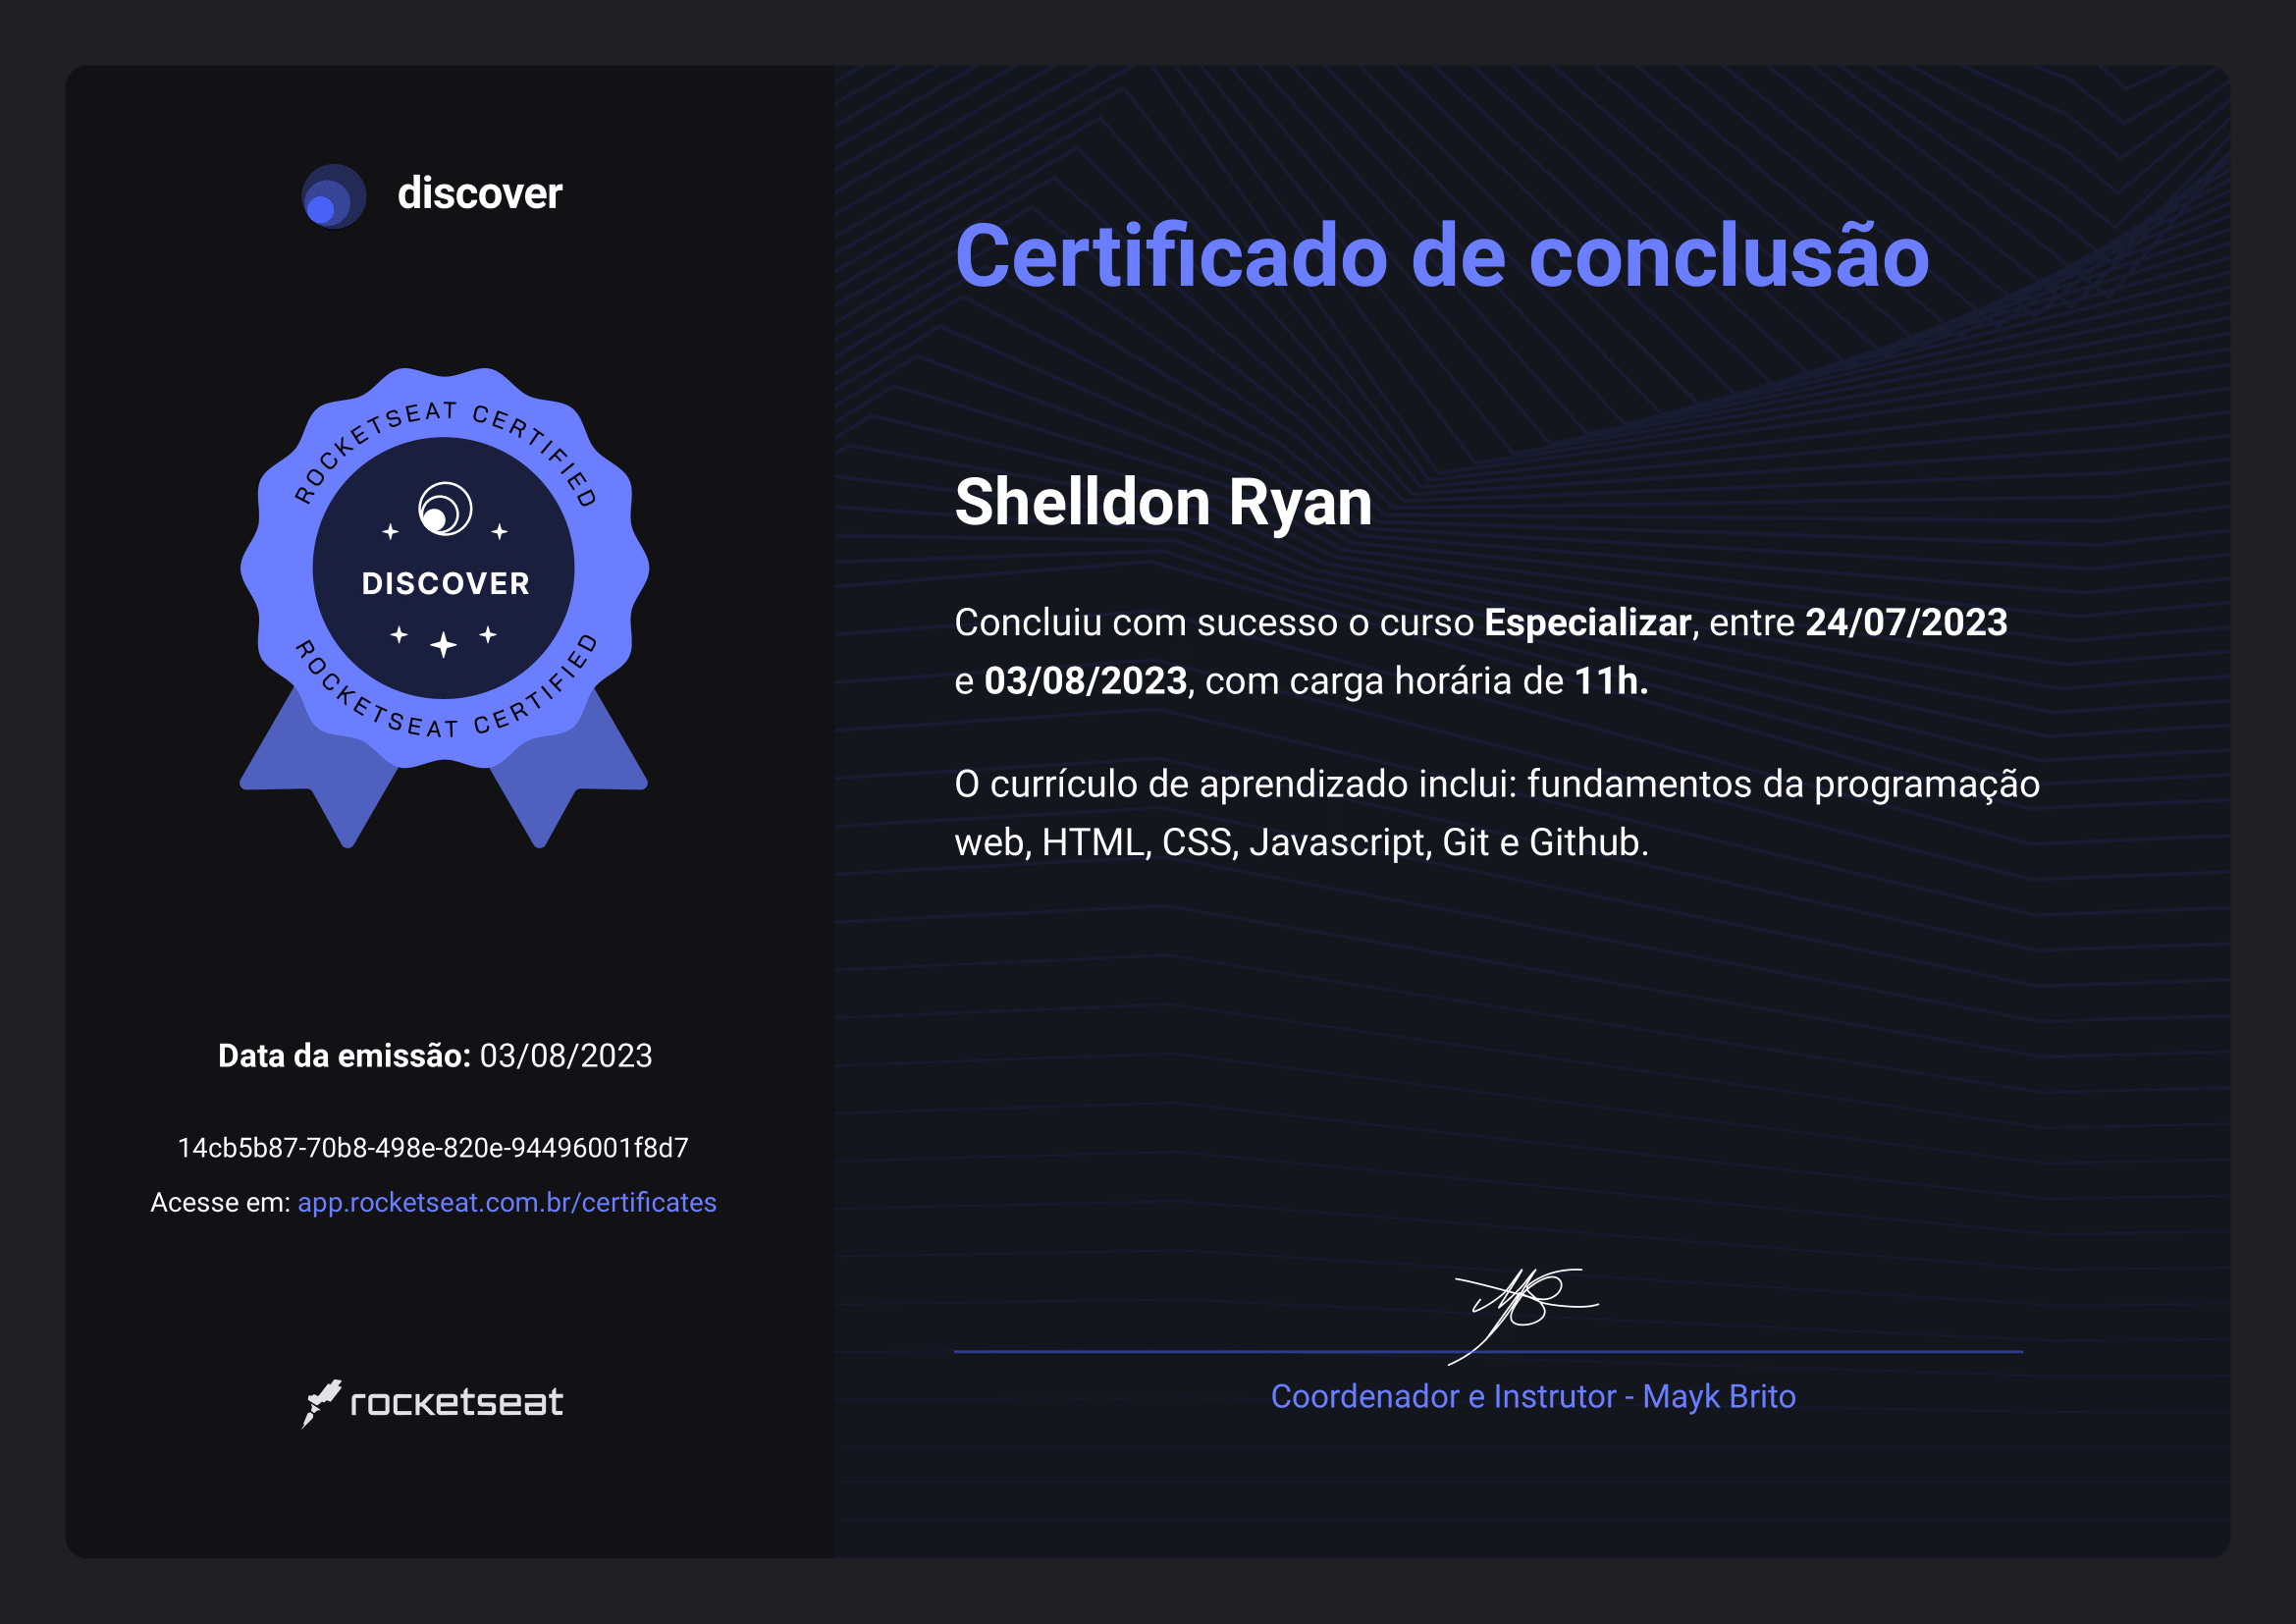 discover
ROCKETSEAT CERTIFIED
DISCOVER
ROCKETSEAT CERTIFIED
Data da emissão: 03/08/2023
14cb5b87-70b8-498e-820e-94496001f8d7
Acesse em: app.rocketseat.com.br/certificates
rocketseat
Certificado de conclusão
Shelldon Ryan
Concluiu com sucesso o curso Especializar, entre 24/07/2023
e 03/08/2023, com carga horária de 11h.
O currículo de aprendizado inclui: fundamentos da programação
web, HTML, CSS, Javascript, Git e Github.
Coordenador e Instrutor - Mayk Brito